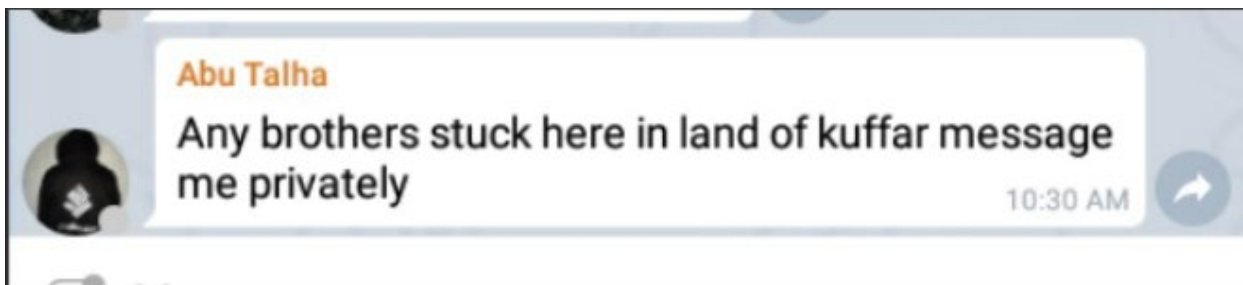 Abu Talha
Any brothers stuck here in land of kuffar message
me privately
10:30 AM